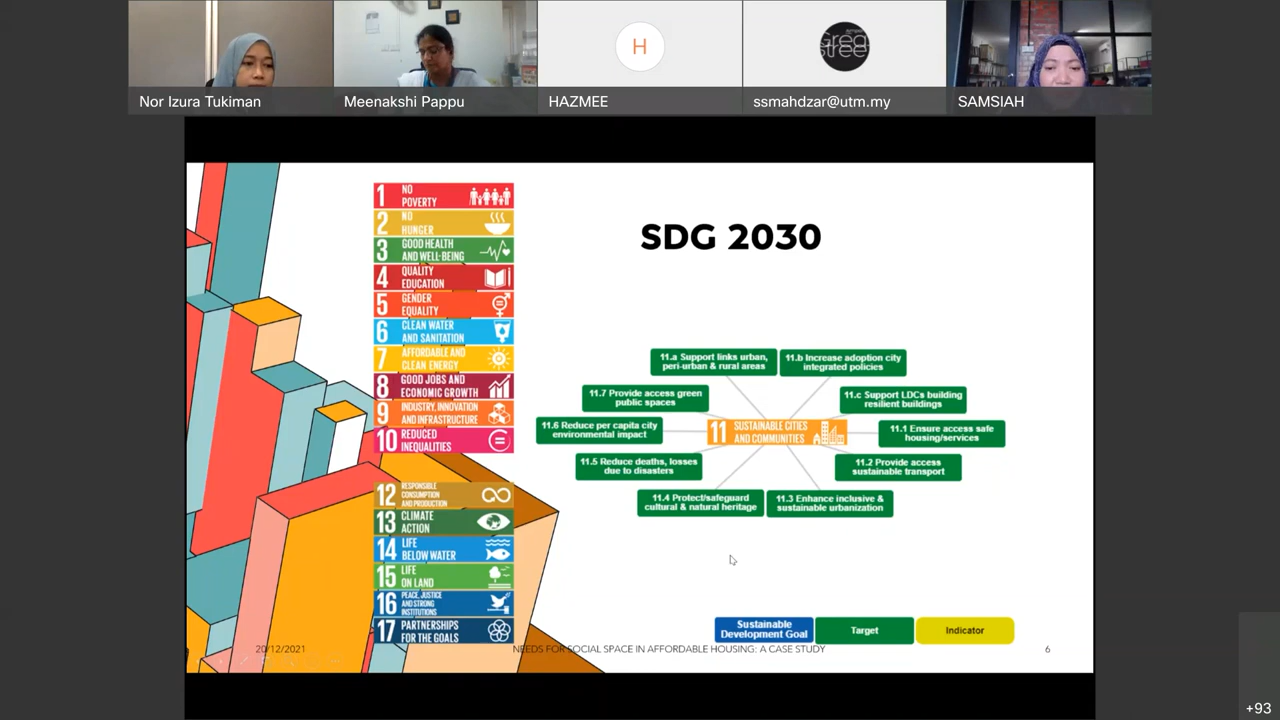 Nor Izura Tukiman
Meenakshi Pappu
H
HAZMEE
ssmahdzar@utm.my
SAMSIAH
1 NO
POVERTY
2 NO
HUNGER
3 GOOD HEALTH
AND WELL-BEING
4 QUALITY
EDUCATION
5 GENDER
EQUALITY
6 CLEAN WATER
AND SANITATION
7 AFFORDABLE AND
CLEAN ENERGY
8 GOOD JOBS AND
ECONOMIC GROWTH
9 INDUSTRY, INNOVATION
AND INFRASTRUCTURE
10 REDUCED
INEQUALITIES
12 RESPONSIBLE
CONSUMPTION
AND PRODUCTION
13 CLIMATE
ACTION
14 LIFE
BELOW WATER
15 LIFE
ON LAND
16 PEACE, JUSTICE
AND STRONG
INSTITUTIONS
17 PARTNERSHIPS
FOR THE GOALS
SDG 2030
11.a Support links urban,
peri-urban & rural areas
11.b Increase adoption city
integrated policies
11.7 Provide access green
public spaces
11.c Support LDCs building
resilient buildings
11.6 Reduce per capita city
environmental impact
11 SUSTAINABLE CITIES
AND COMMUNITIES
11.1 Ensure access safe
housing/services
11.5 Reduce deaths, losses
due to disasters
11.2 Provide access
sustainable transport
11.4 Protect/safeguard
cultural & natural heritage
11.3 Enhance inclusive &
sustainable urbanization
Sustainable
Development Goal
Target
Indicator
20/12/2021
NEEDS FOR SOCIAL SPACE IN AFFORDABLE HOUSING: A CASE STUDY
6
+93